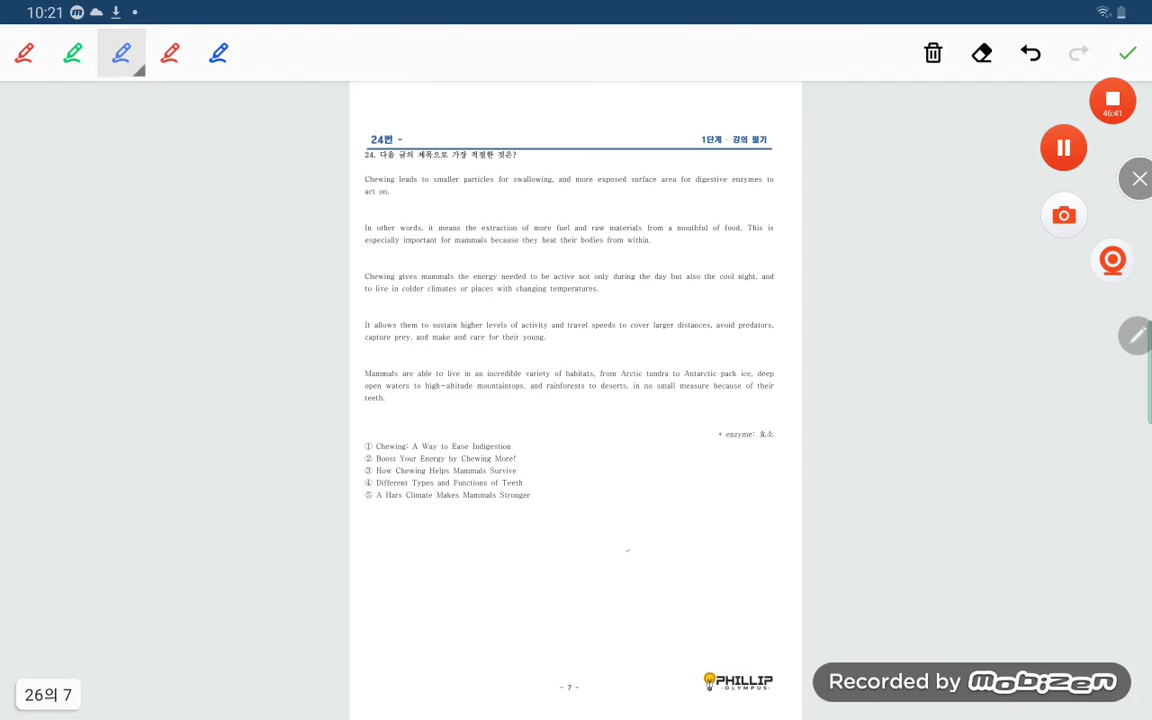 10:21
46:41
24번 -
1단계 - 강의 필기
24. 다음 글의 제목으로 가장 적절한 것은?
Chewing leads to smaller particles for swallowing, and more exposed surface area for digestive enzymes to
act on.
In other words, it means the extraction of more fuel and raw materials from a mouthful of food. This is
especially important for mammals because they heat their bodies from within.
Chewing gives mammals the energy needed to be active not only during the day but also the cool night, and
to live in colder climates or places with changing temperatures.
It allows them to sustain higher levels of activity and travel speeds to cover larger distances, avoid predators,
capture prey, and make and care for their young.
Mammals are able to live in an incredible variety of habitats, from Arctic tundra to Antarctic pack ice, deep
open waters to high-altitude mountaintops, and rainforests to deserts, in no small measure because of their
teeth.
* enzyme: 효소
① Chewing: A Way to Ease Indigestion
② Boost Your Energy by Chewing More!
③ How Chewing Helps Mammals Survive
④ Different Types and Functions of Teeth
⑤ A Hars Climate Makes Mammals Stronger
26의 7
- 7 -
PHILLIP
OLYMPUS
Recorded by mobizen